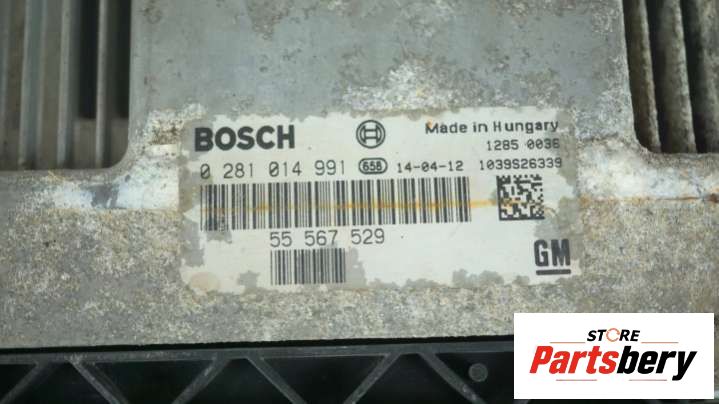 BOSCH
Made in Hungary
1285 0036
0 281 014 991 65B 14-04-12 1039S26339
55 567 529
GM
STORE
Partsbery